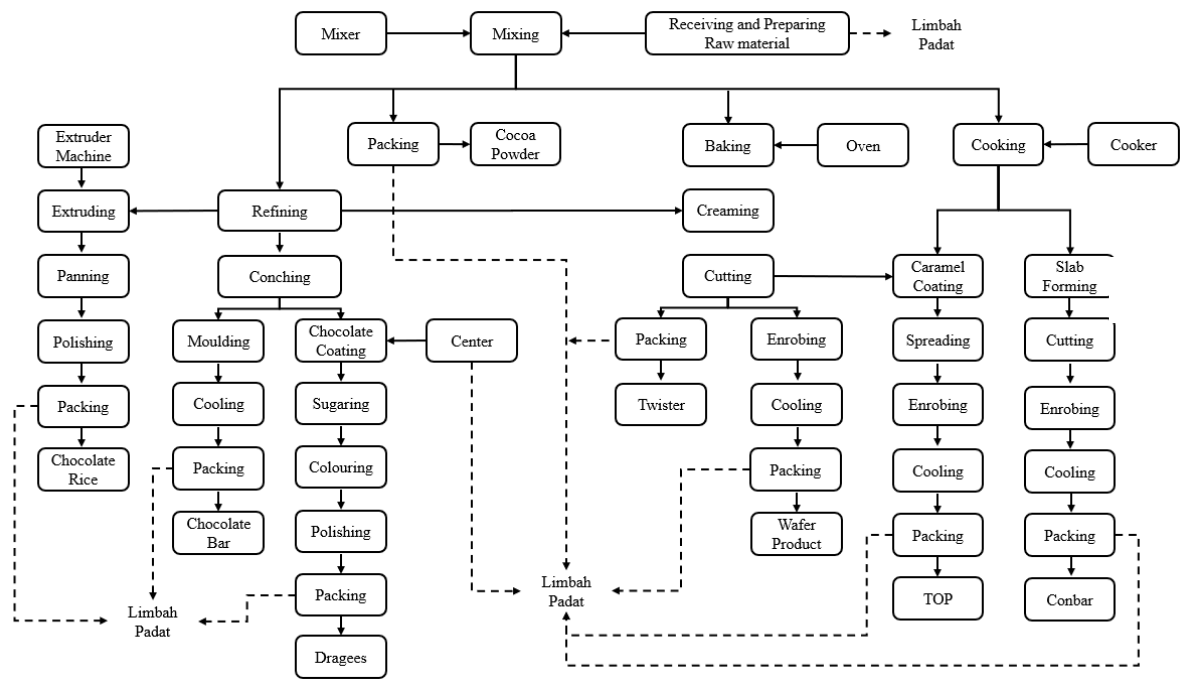 Mixer
Mixing
Receiving and Preparing
Raw material
Limbah
Padat
Extruder
Machine
Packing
Cocoa
Powder
Baking
Oven
Cooking
Cooker
Extruding
Refining
Creaming
Panning
Conching
Cutting
Caramel
Coating
Slab
Forming
Polishing
Moulding
Chocolate
Coating
Center
Packing
Enrobing
Spreading
Cutting
Packing
Cooling
Sugaring
Twister
Cooling
Enrobing
Enrobing
Chocolate
Rice
Packing
Colouring
Packing
Cooling
Cooling
Chocolate
Bar
Polishing
Wafer
Product
Packing
Packing
Limbah
Padat
Packing
Limbah
Padat
TOP
Conbar
Dragees